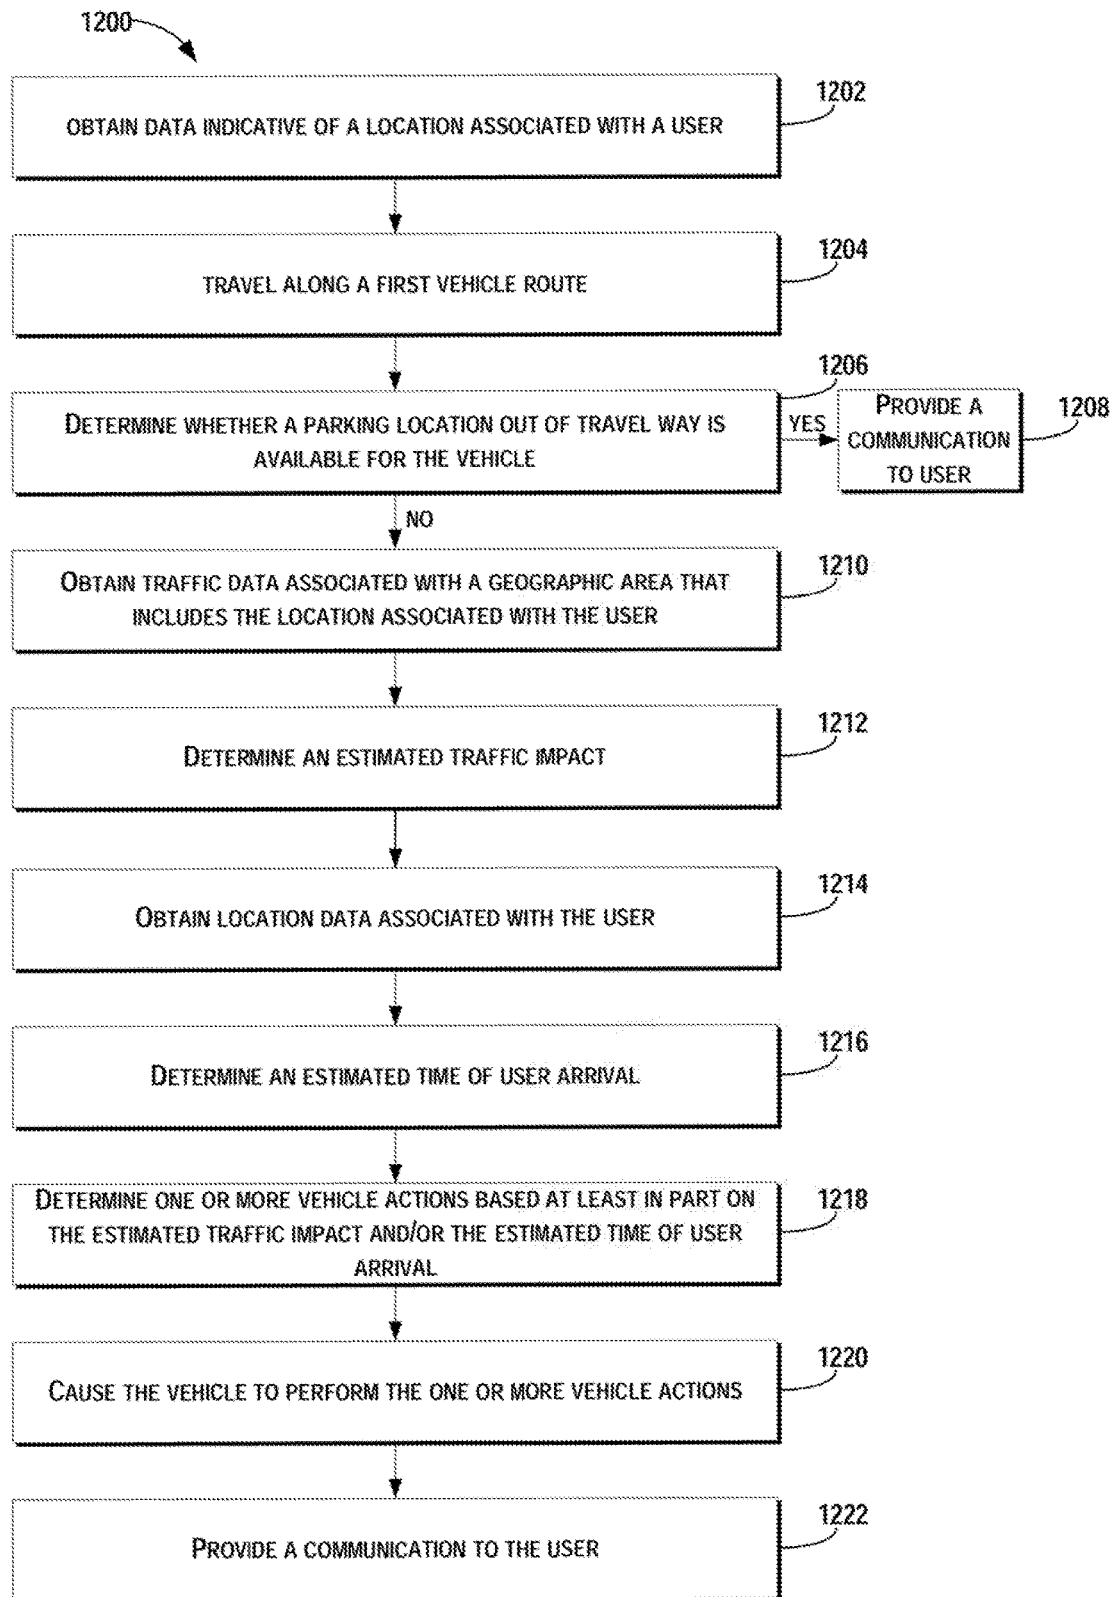 1200
1202
OBTAIN DATA INDICATIVE OF A LOCATION ASSOCIATED WITH A USER
1204
TRAVEL ALONG A FIRST VEHICLE ROUTE
1206
DETERMINE WHETHER A PARKING LOCATION OUT OF TRAVEL WAY IS
AVAILABLE FOR THE VEHICLE
YES
PROVIDE A
COMMUNICATION
TO USER
1208
NO
1210
OBTAIN TRAFFIC DATA ASSOCIATED WITH A GEOGRAPHIC AREA THAT
INCLUDES THE LOCATION ASSOCIATED WITH THE USER
1212
DETERMINE AN ESTIMATED TRAFFIC IMPACT
1214
OBTAIN LOCATION DATA ASSOCIATED WITH THE USER
1216
DETERMINE AN ESTIMATED TIME OF USER ARRIVAL
1218
DETERMINE ONE OR MORE VEHICLE ACTIONS BASED AT LEAST IN PART ON
THE ESTIMATED TRAFFIC IMPACT AND/OR THE ESTIMATED TIME OF USER
ARRIVAL
1220
CAUSE THE VEHICLE TO PERFORM THE ONE OR MORE VEHICLE ACTIONS
1222
PROVIDE A COMMUNICATION TO THE USER